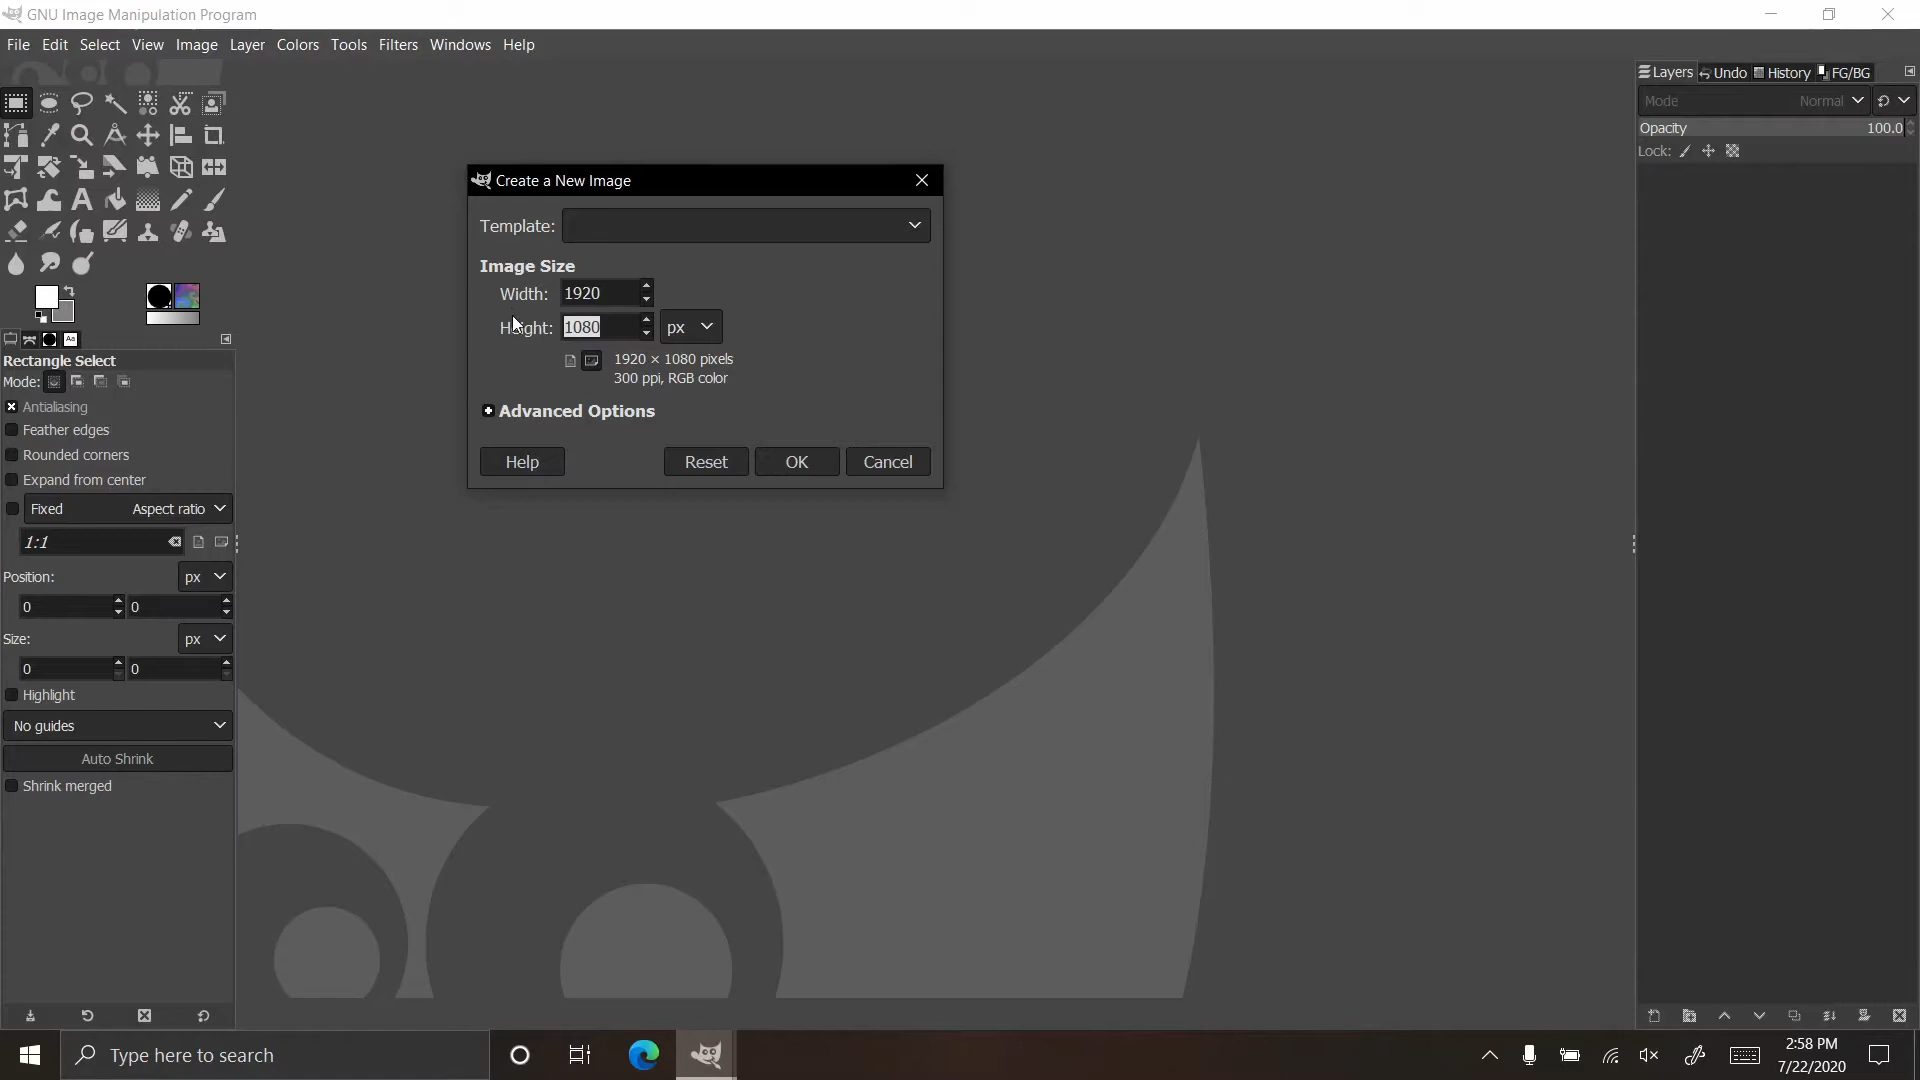 GNU Image Manipulation Program
File Edit Select View Image Layer Colors Tools Filters Windows Help
Layers Undo History FG/BG
Mode Normal
Opacity 100.0
Lock:
Create a New Image
Template:
Image Size
Width: 1920
Height: 1080 px
1920 × 1080 pixels
300 ppi, RGB color
Advanced Options
Help Reset OK Cancel
Aa
Rectangle Select
Mode:
Antialiasing
Feather edges
Rounded corners
Expand from center
Fixed Aspect ratio
1:1
Position: px
0 0
Size: px
0 0
Highlight
No guides
Auto Shrink
Shrink merged
Type here to search
2:58 PM
7/22/2020